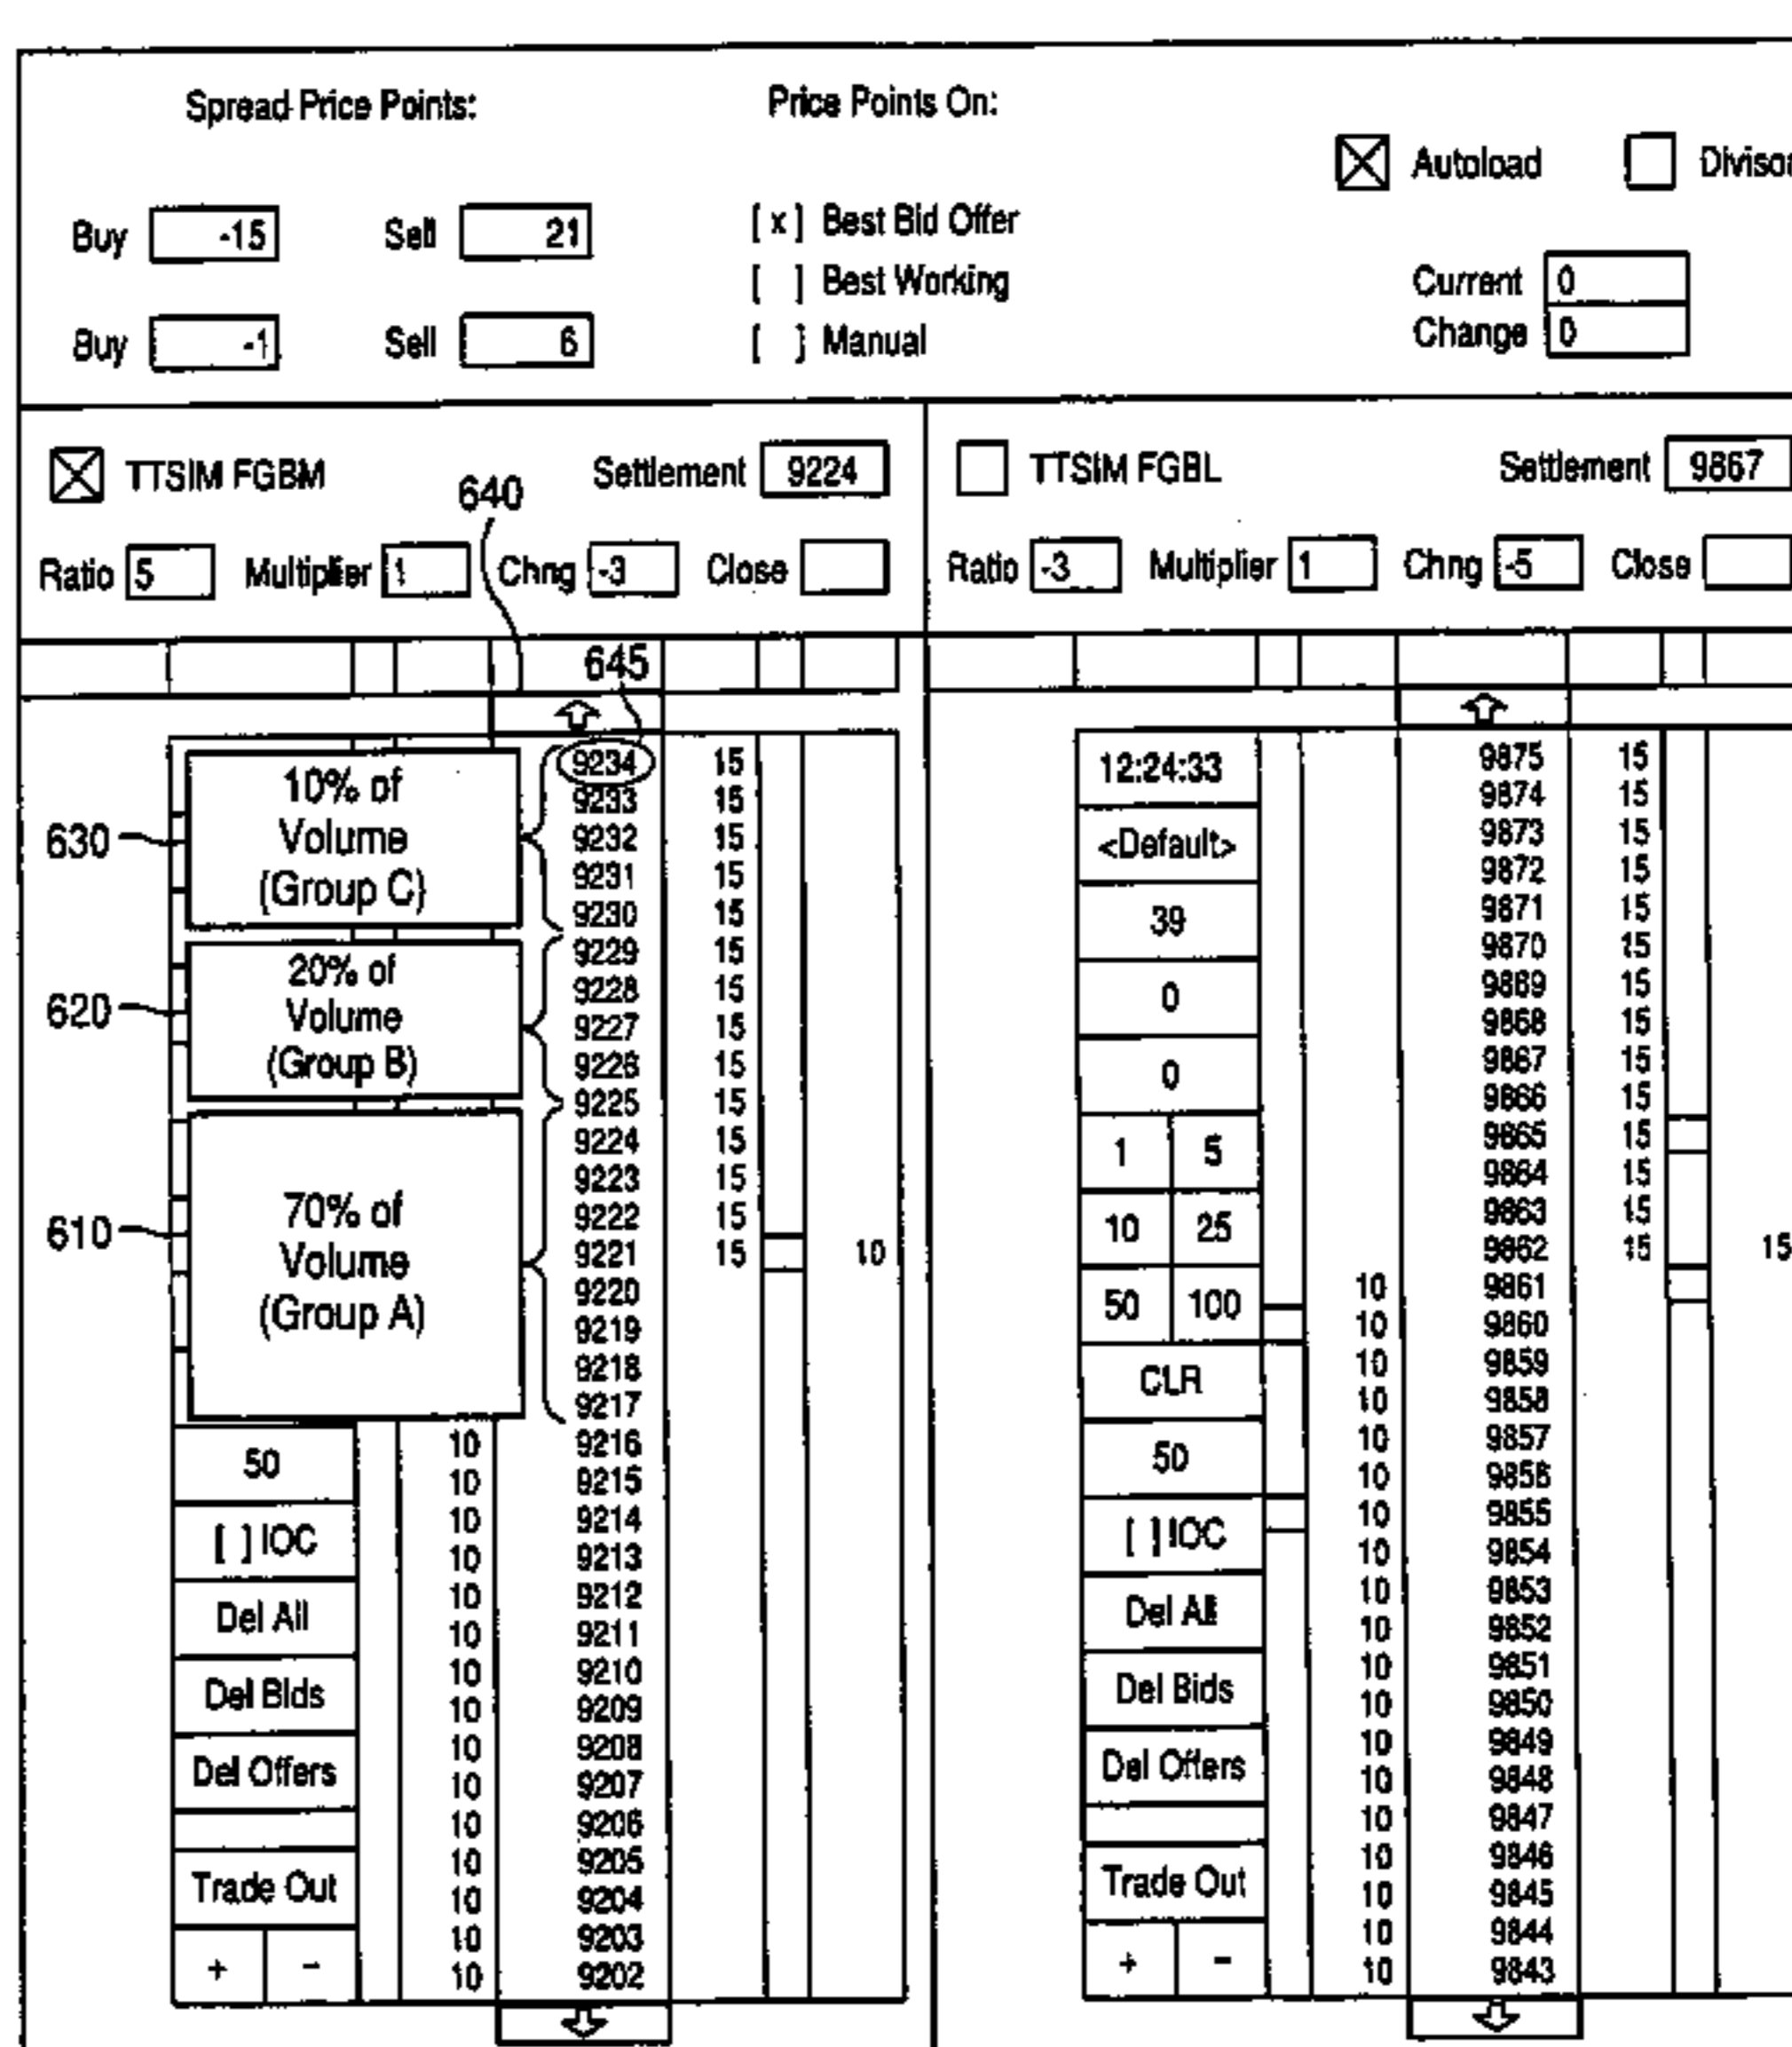 Spread Price Points: Price Points On:
[X] Autoload [ ] Divisor
Buy -15 Sell 21 [ x ] Best Bid Offer
[ ] Best Working Current 0
Buy -1 Sell 6 [ ] Manual Change 0
TTSIM FGBM Settlement 9224
640
Ratio 5 Multiplier 1 Chng -3 Close
645
TTSIM FGBL Settlement 9867
Ratio -3 Multiplier 1 Chng -5 Close
630
10% of
Volume
(Group C)
620
20% of
Volume
(Group B)
610
70% of
Volume
(Group A)
50
[ ] IOC
Del All
Del Bids
Del Offers
Trade Out
+ -
9234 15
9233 15
9232 15
9231 15
9230 15
9229 15
9228 15
9227 15
9226 15
9225 15
9224 15
9223 15
9222 15
9221 15 10
9220
9219
9218
9217
10 9216
10 9215
10 9214
10 9213
10 9212
10 9211
10 9210
10 9209
10 9208
10 9207
10 9206
10 9205
10 9204
10 9203
10 9202
12:24:33
<Default>
39
0
0
1 5
10 25
50 100
CLR
50
[ ] IOC
Del All
Del Bids
Del Offers
Trade Out
+ -
9875 15
9874 15
9873 15
9872 15
9871 15
9870 15
9869 15
9868 15
9867 15
9866 15
9865 15
9864 15
9863 15
9862 15 15
10 9861
10 9860
10 9859
10 9858
10 9857
10 9856
10 9855
10 9854
10 9853
10 9852
10 9851
10 9850
10 9849
10 9848
10 9847
10 9846
10 9845
10 9844
10 9843